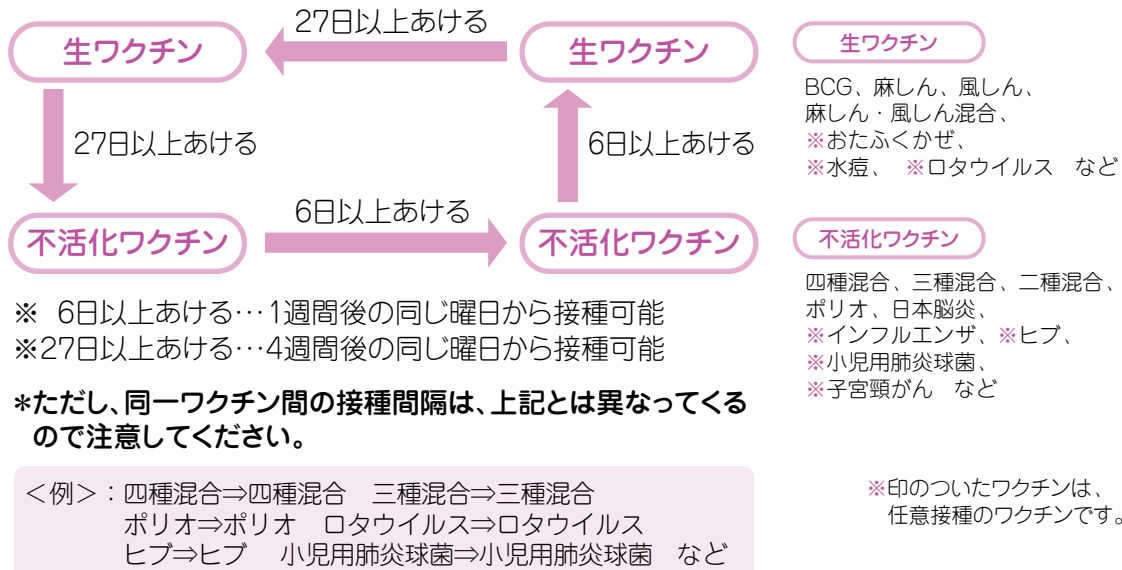 27日以上あける
生ワクチン
生ワクチン
27日以上あける
6日以上あける
6日以上あける
不活化ワクチン
不活化ワクチン
※ 6日以上あける…1週間後の同じ曜日から接種可能
※27日以上あける…4週間後の同じ曜日から接種可能
*ただし、同一ワクチン間の接種間隔は、上記とは異なってくる
ので注意してください。
<例>:四種混合⇒四種混合 三種混合⇒三種混合
ポリオ⇒ポリオ ロタウイルス⇒ロタウイルス
ヒブ⇒ヒブ 小児用肺炎球菌⇒小児用肺炎球菌 など
生ワクチン
BCG、麻しん、風しん、
麻しん・風しん混合、
※おたふくかぜ、
※水痘、 ※ロタウイルス など
不活化ワクチン
四種混合、三種混合、二種混合、
ポリオ、日本脳炎、
※インフルエンザ、※ヒブ、
※小児用肺炎球菌、
※子宮頸がん など
※印のついたワクチンは、
任意接種のワクチンです。